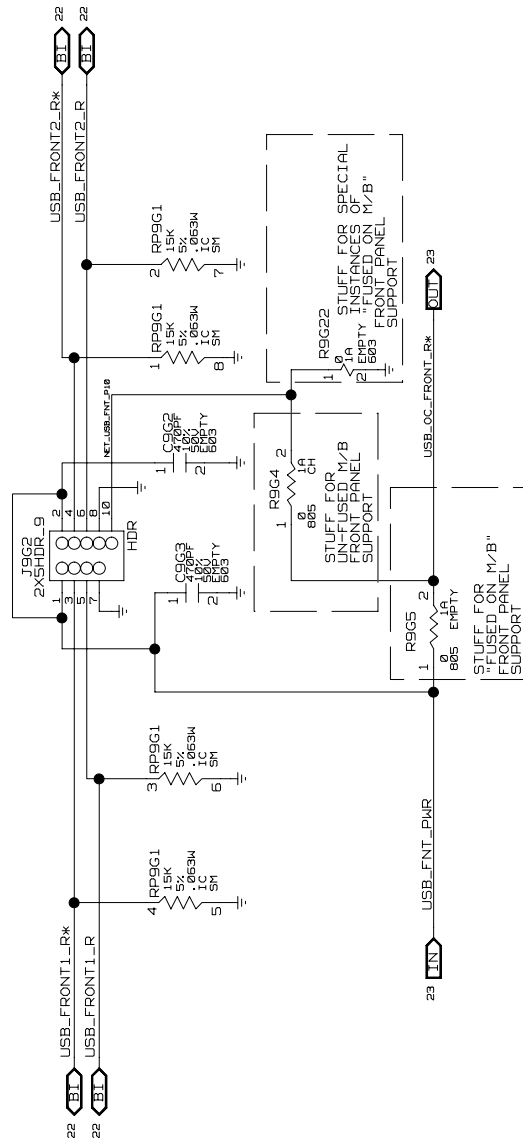 22
BI
22
BI
USB_FRONT2_R*
USB_FRONT2_R
J9G2
2X5HDR_9
1
3
5
7
2
4
6
8
10
HDR
NET_USB_FNT_P10
2
7
RP9G1
15K
5%
.063W
IC
SM
1
8
RP9G1
15K
5%
.063W
IC
SM
1
2
C9G2
470PF
10%
50V
EMPTY
603
1
2
C9G3
470PF
10%
50V
EMPTY
603
R9G22
1
2
0
1A
EMPTY
603
STUFF FOR SPECIAL
INSTANCES OF
"FUSED ON M/B"
FRONT PANEL
SUPPORT
R9G4
1
2
0
805
1A
CH
STUFF FOR
UN-FUSED M/B
FRONT PANEL
SUPPORT
23
OUT
USB_OC_FRONT_R*
R9G5
1
2
0
805
1A
EMPTY
STUFF FOR
"FUSED ON M/B"
FRONT PANEL
SUPPORT
3
6
RP9G1
15K
5%
.063W
IC
SM
4
5
RP9G1
15K
5%
.063W
IC
SM
USB_FRONT1_R*
USB_FRONT1_R
22
BI
22
BI
USB_FNT_PWR
23
IN